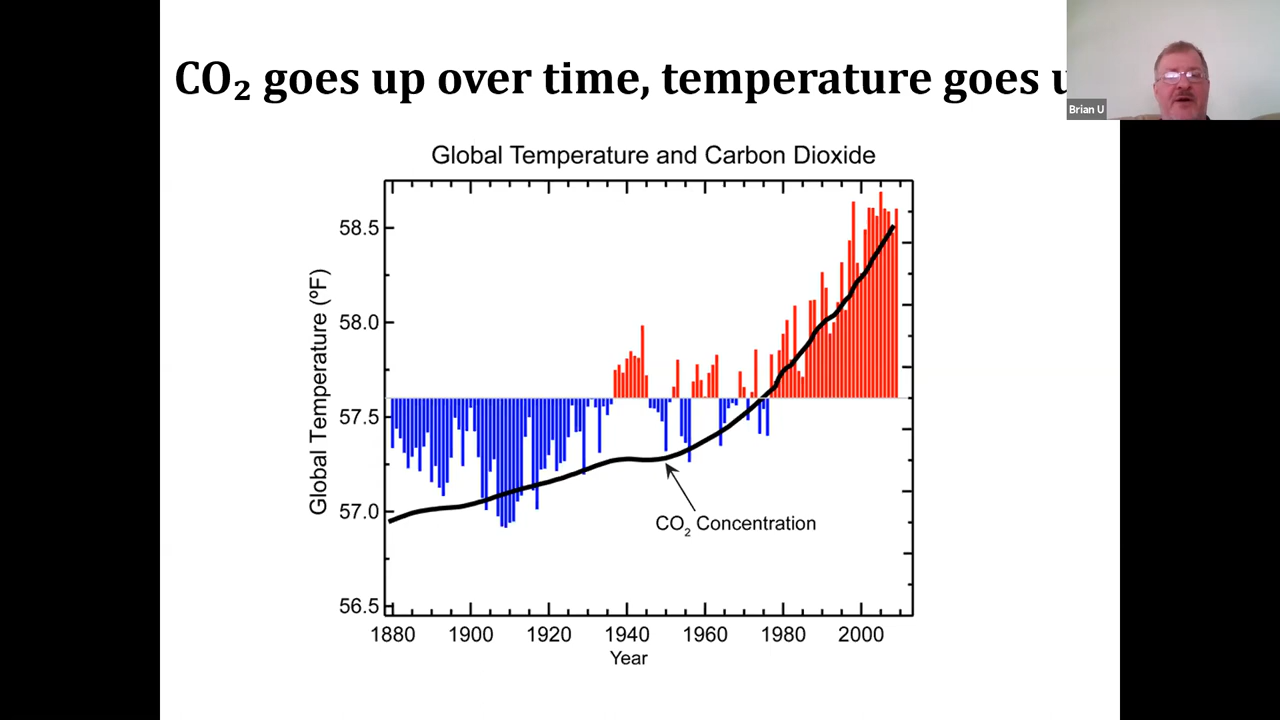 CO₂ goes up over time, temperature goes u
Brian U
Global Temperature and Carbon Dioxide
Global Temperature (ºF)
58.5
58.0
57.5
57.0
56.5
CO₂ Concentration
1880 1900 1920 1940 1960 1980 2000
Year